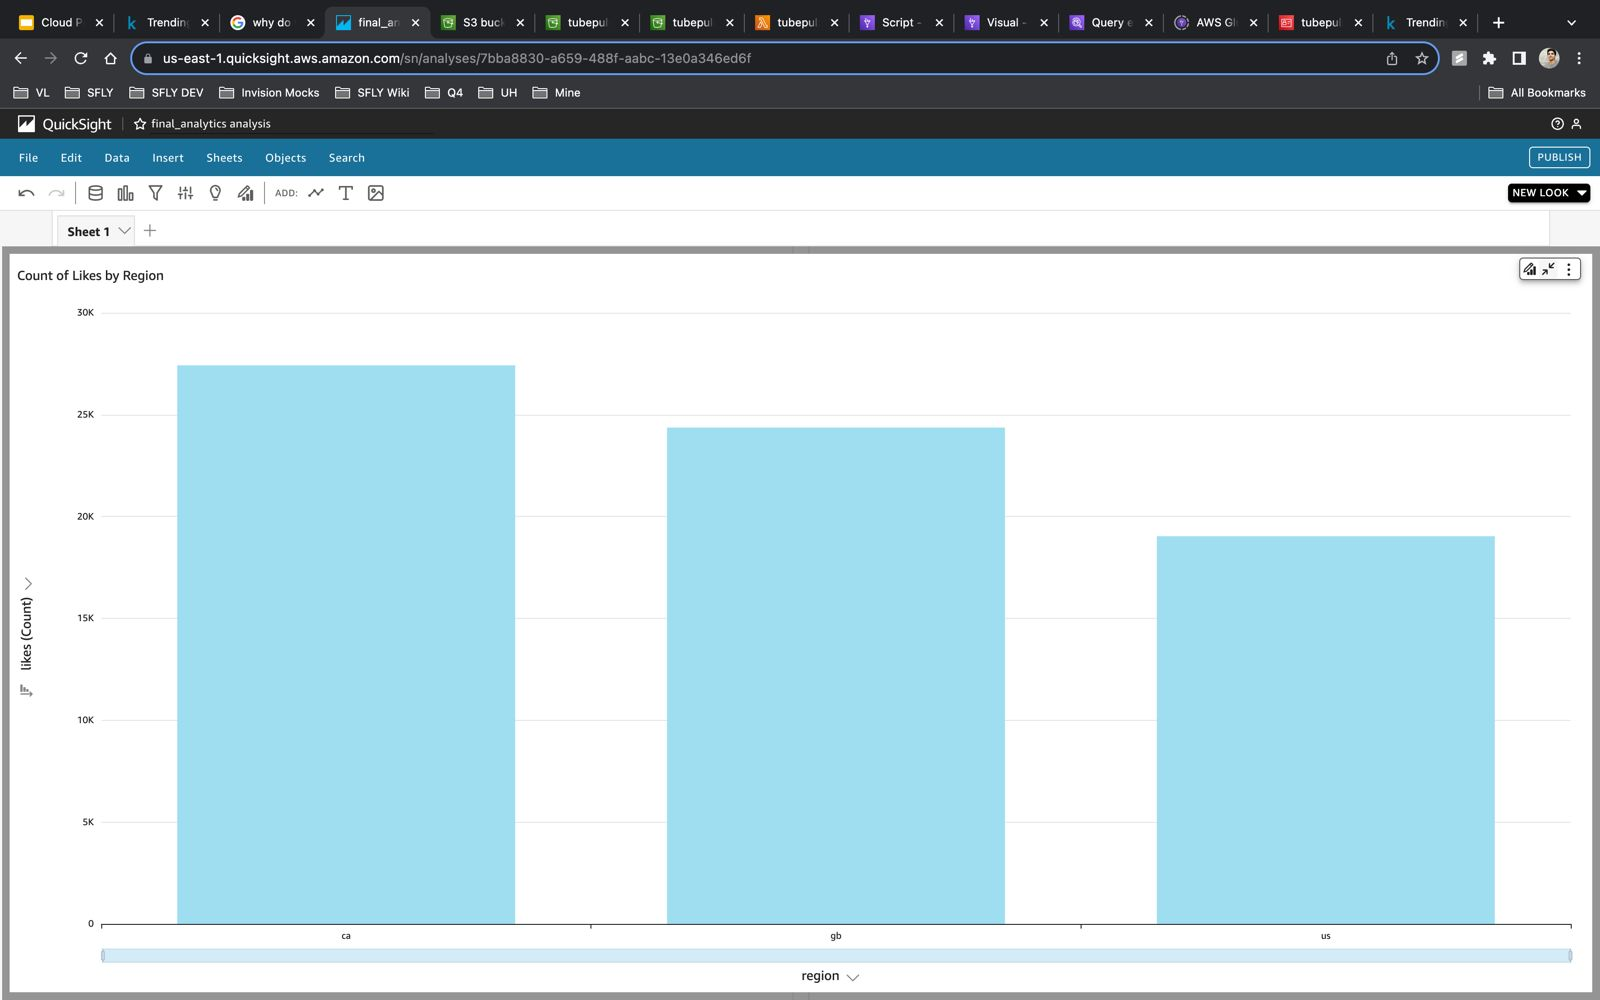 Cloud P
Trending
why do
final_an
S3 buck
tubepul
tubepul
tubepul
Script -
Visual -
Query e
AWS Gl
tubepul
Trending
us-east-1.quicksight.aws.amazon.com/sn/analyses/7bba8830-a659-488f-aabc-13e0a346ed6f
VL SFLY SFLY DEV Invision Mocks SFLY Wiki Q4 UH Mine All Bookmarks
QuickSight final_analytics analysis
File Edit Data Insert Sheets Objects Search PUBLISH
ADD: NEW LOOK
Sheet 1
Count of Likes by Region
30K
25K
20K
15K
10K
5K
0
likes (Count)
ca gb us
region